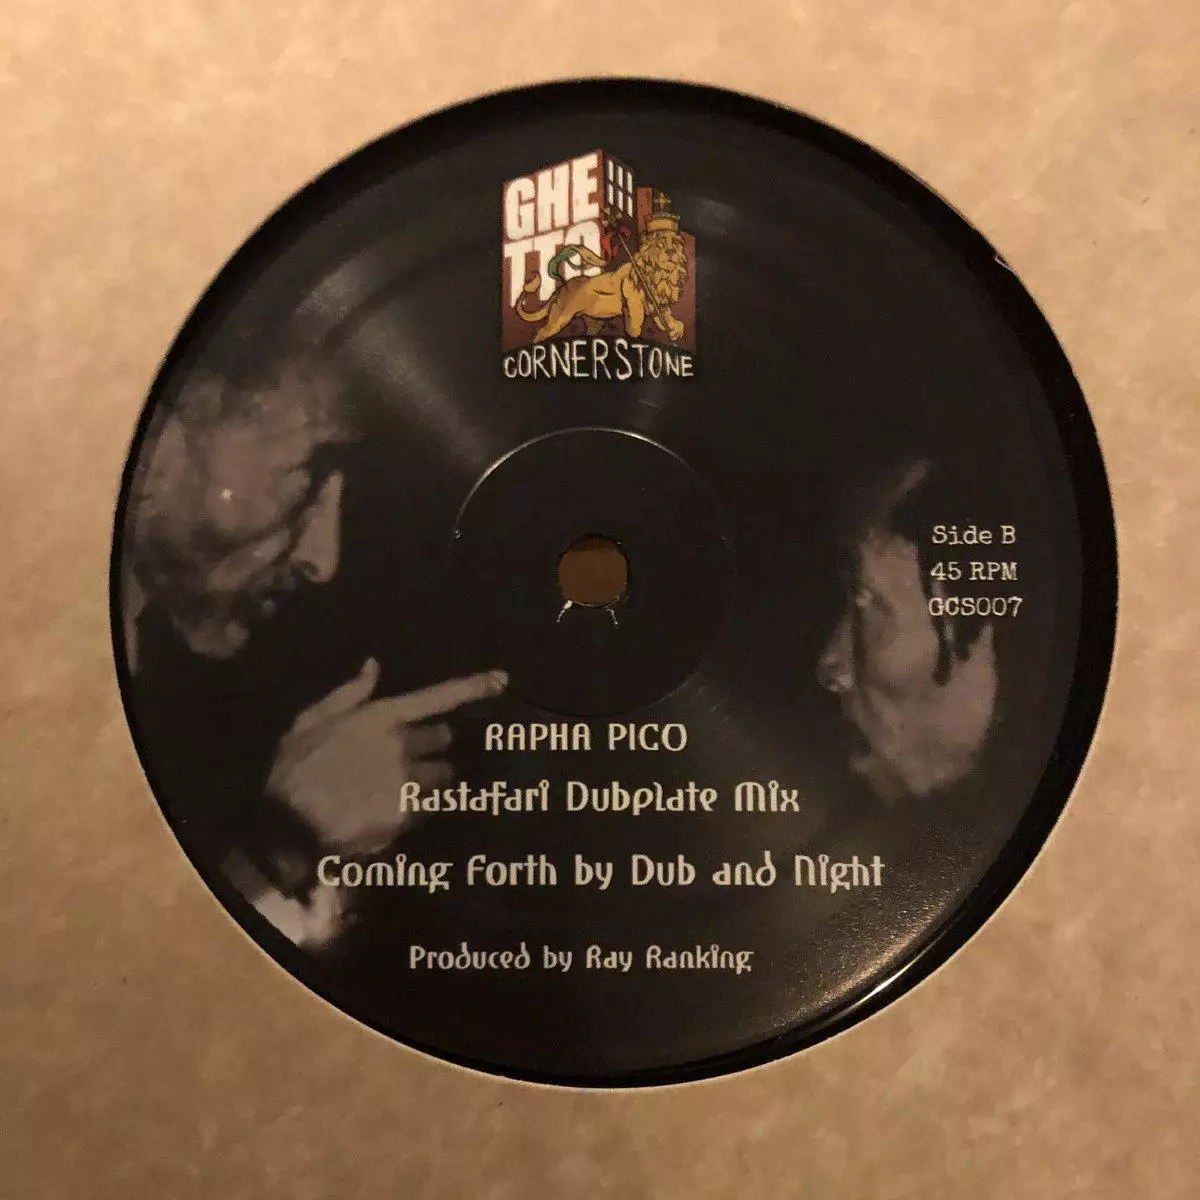 GHE
TTO
CORNERSTONE
Side B
45 RPM
GCS007
RAPHA PICO
Rastafari Dubplate Mix
Coming Forth by Dub and Night
Produced by Ray Ranking